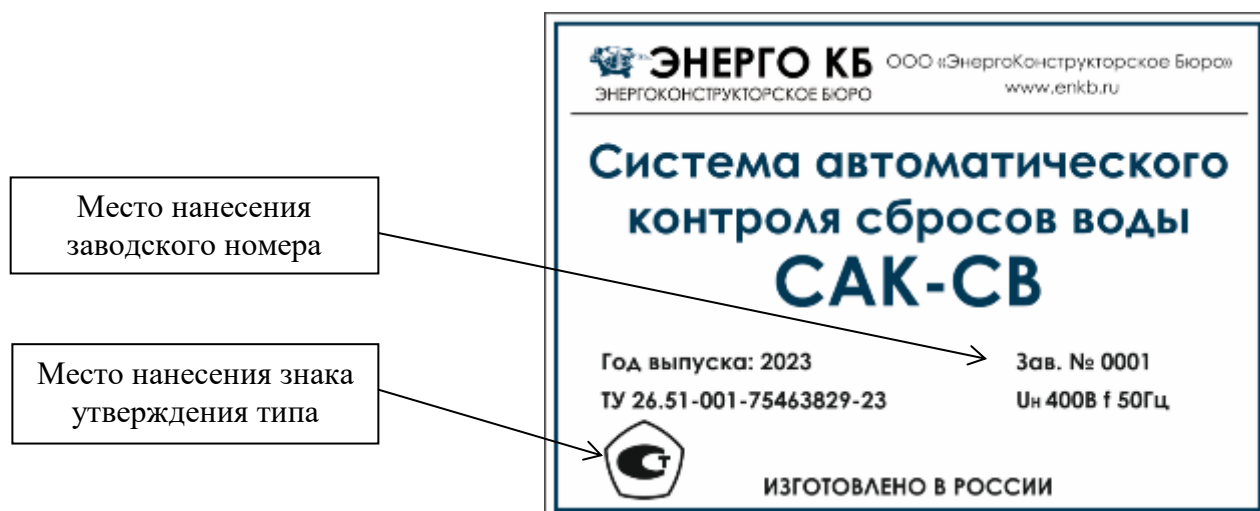 ЭНЕРГО КБ
ЭНЕРГОКОНСТРУКТОРСКОЕ БЮРО
ООО «ЭнергоКонструкторское Бюро»
www.enkb.ru
Система автоматического
контроля сбросов воды
САК-СВ
Место нанесения
заводского номера
Место нанесения знака
утверждения типа
Год выпуска: 2023
Зав. № 0001
ТУ 26.51-001-75463829-23
Uн 400В f 50Гц
ИЗГОТОВЛЕНО В РОССИИ